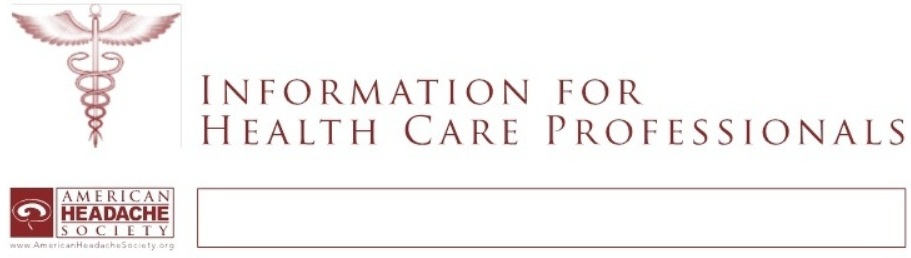 INFORMATION FOR
HEALTH CARE PROFESSIONALS
AMERICAN
HEADACHE
SOCIETY
www.AmericanHeadacheSociety.org